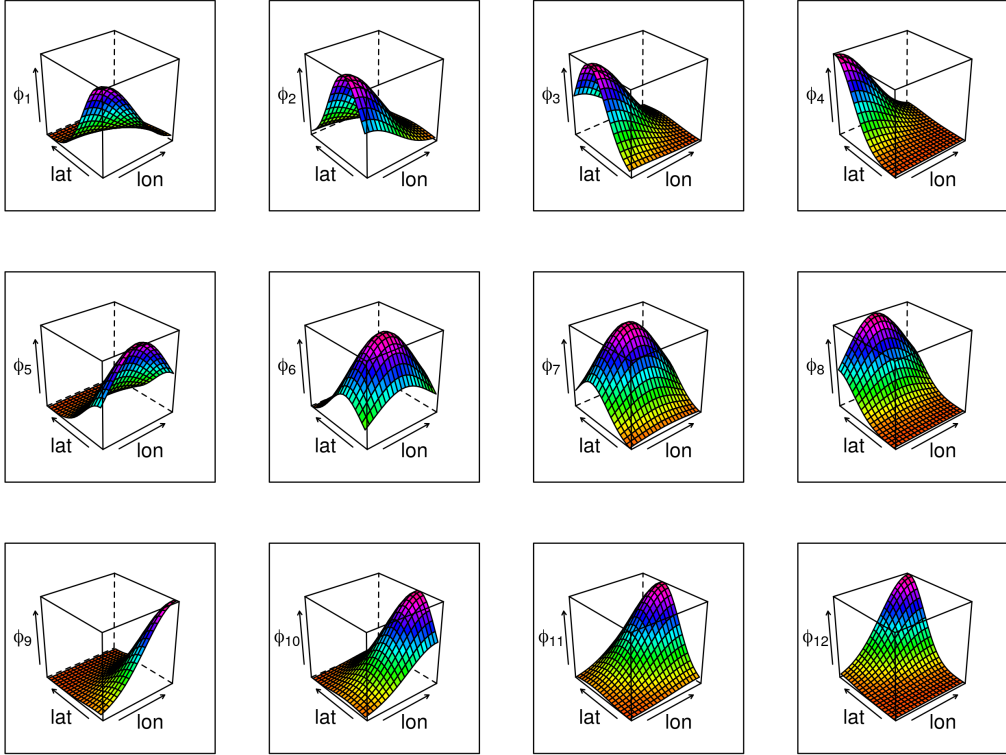 ϕ1 lat lon
ϕ2 lat lon
ϕ3 lat lon
ϕ4 lat lon
ϕ5 lat lon
ϕ6 lat lon
ϕ7 lat lon
ϕ8 lat lon
ϕ9 lat lon
ϕ10 lat lon
ϕ11 lat lon
ϕ12 lat lon